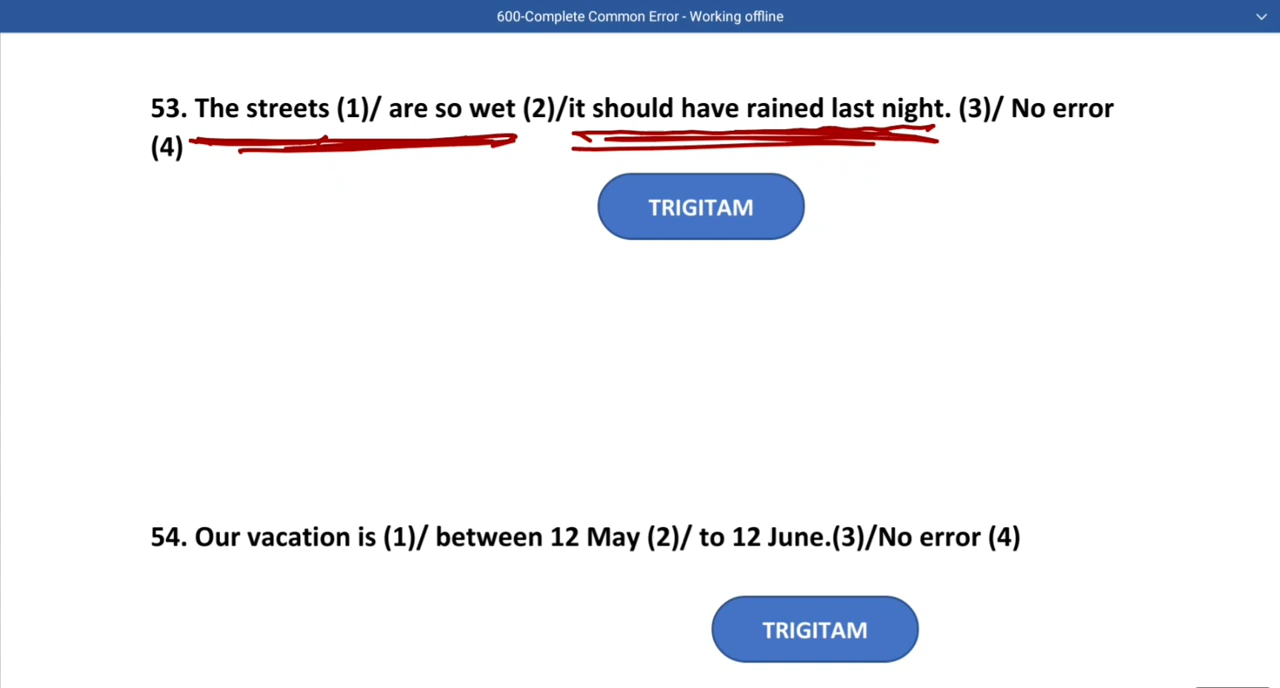 600-Complete Common Error - Working offline
53. The streets (1)/ are so wet (2)/it should have rained last night. (3)/ No error
(4)
TRIGITAM
54. Our vacation is (1)/ between 12 May (2)/ to 12 June.(3)/No error (4)
TRIGITAM